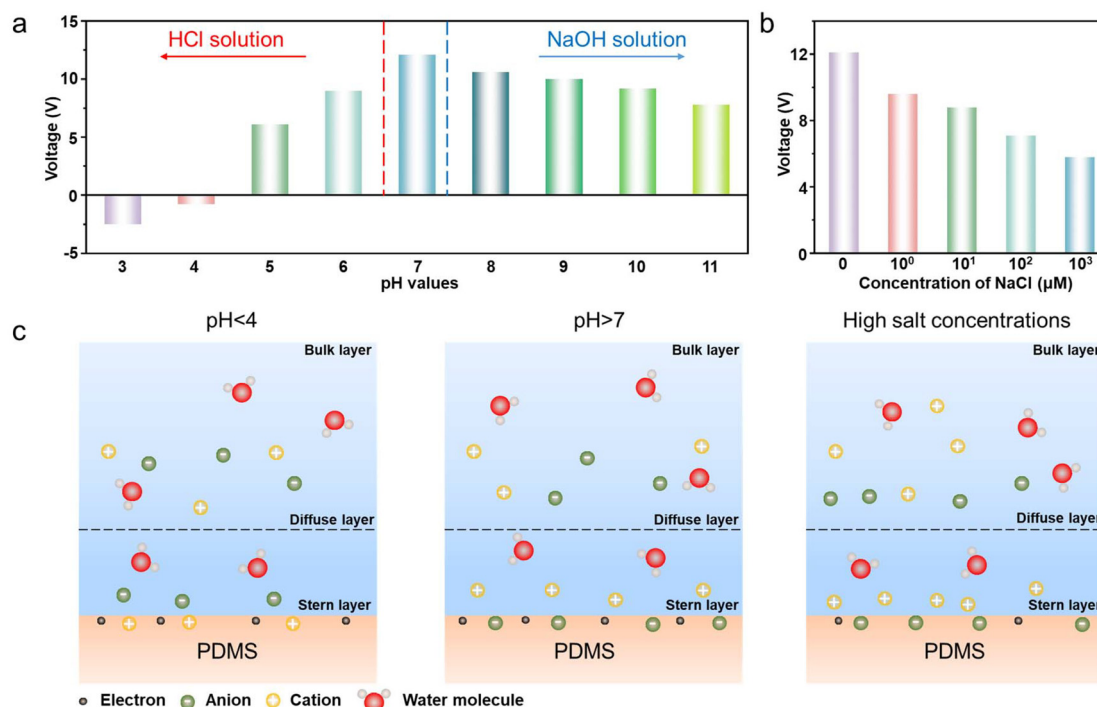 a
HCl solution
NaOH solution
Voltage (V)
15
10
5
0
-5
3 4 5 6 7 8 9 10 11
pH values
b
Voltage (V)
12
8
4
0
0 10⁰ 10¹ 10² 10³
Concentration of NaCl (μM)
c
pH<4
Bulk layer
Diffuse layer
Stern layer
PDMS
pH>7
Bulk layer
Diffuse layer
Stern layer
PDMS
High salt concentrations
Bulk layer
Diffuse layer
Stern layer
PDMS
Electron Anion Cation Water molecule